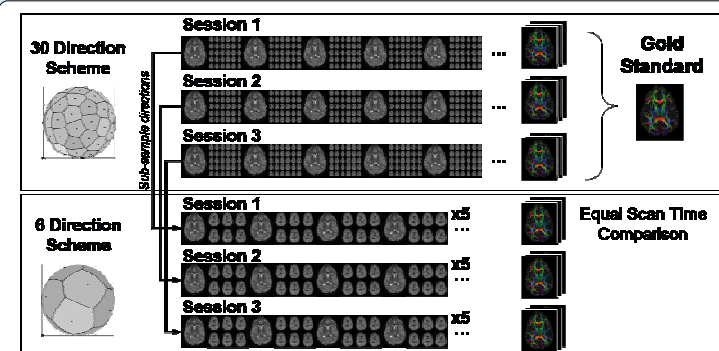 Session 1
30 Direction
Scheme
...
Gold
Standard
Session 2
...
Sub-sample directions
Session 3
...
Session 1
x5
...
6 Direction
Scheme
Equal Scan Time
Comparison
Session 2
x5
...
Session 3
x5
...